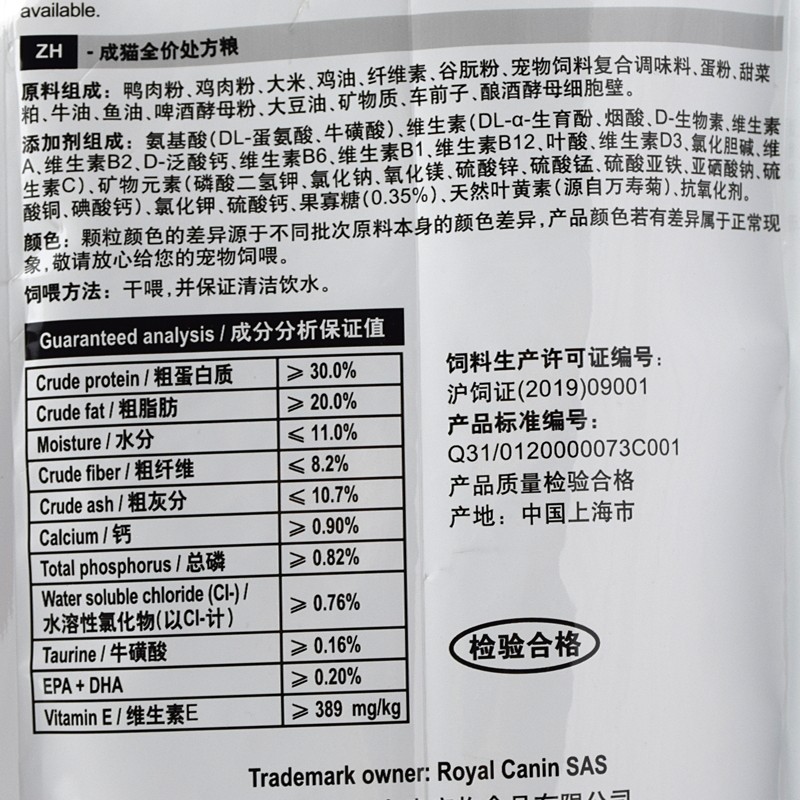 available.
ZH - 成猫全价处方粮
原料组成：鸭肉粉、鸡肉粉、大米、鸡油、纤维素、谷朊粉、宠物饲料复合调味料、蛋粉、甜菜
粕、牛油、鱼油、啤酒酵母粉、大豆油、矿物质、车前子、酿酒酵母细胞壁。
添加剂组成：氨基酸(DL-蛋氨酸、牛磺酸)、维生素(DL-α-生育酚、烟酸、D-生物素、维生素
A、维生素B2、D-泛酸钙、维生素B6、维生素B1、维生素B12、叶酸、维生素D3、氯化胆碱、维
生素C)、矿物元素(磷酸二氢钾、氯化钠、氧化镁、硫酸锌、硫酸锰、硫酸亚铁、亚硒酸钠、硫
酸铜、碘酸钙)、氯化钾、硫酸钙、果寡糖(0.35%)、天然叶黄素(源自万寿菊)、抗氧化剂。
颜色：颗粒颜色的差异源于不同批次原料本身的颜色差异,产品颜色若有差异属于正常现
象,敬请放心给您的宠物饲喂。
饲喂方法：干喂,并保证清洁饮水。
Guaranteed analysis / 成分分析保证值
Crude protein / 粗蛋白质 ⩾ 30.0%
Crude fat / 粗脂肪 ⩾ 20.0%
Moisture / 水分 ⩽ 11.0%
Crude fiber / 粗纤维 ⩽ 8.2%
Crude ash / 粗灰分 ⩽ 10.7%
Calcium / 钙 ⩾ 0.90%
Total phosphorus / 总磷 ⩾ 0.82%
Water soluble chloride (Cl-) /
水溶性氯化物(以Cl-计) ⩾ 0.76%
Taurine / 牛磺酸 ⩾ 0.16%
EPA + DHA ⩾ 0.20%
Vitamin E / 维生素E ⩾ 389 mg/kg
饲料生产许可证编号：
沪饲证(2019)09001
产品标准编号：
Q31/0120000073C001
产品质量检验合格
产地：中国上海市
检验合格
Trademark owner: Royal Canin SAS